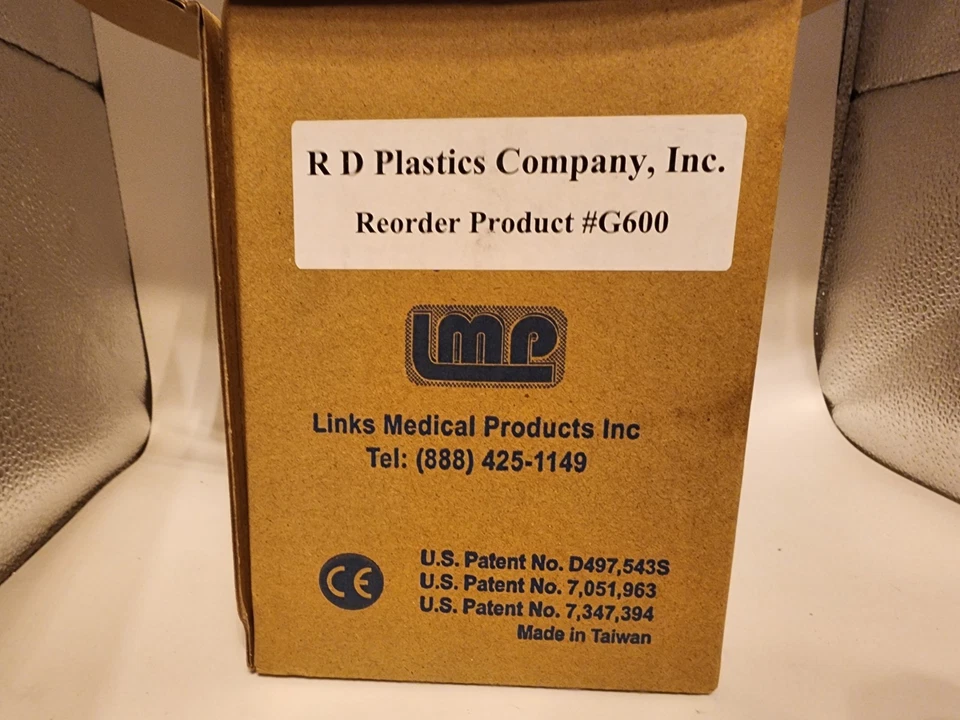 R D Plastics Company, Inc.
Reorder Product #G600
LMP
Links Medical Products Inc
Tel: (888) 425-1149
CE
U.S. Patent No. D497,543S
U.S. Patent No. 7,051,963
U.S. Patent No. 7,347,394
Made in Taiwan